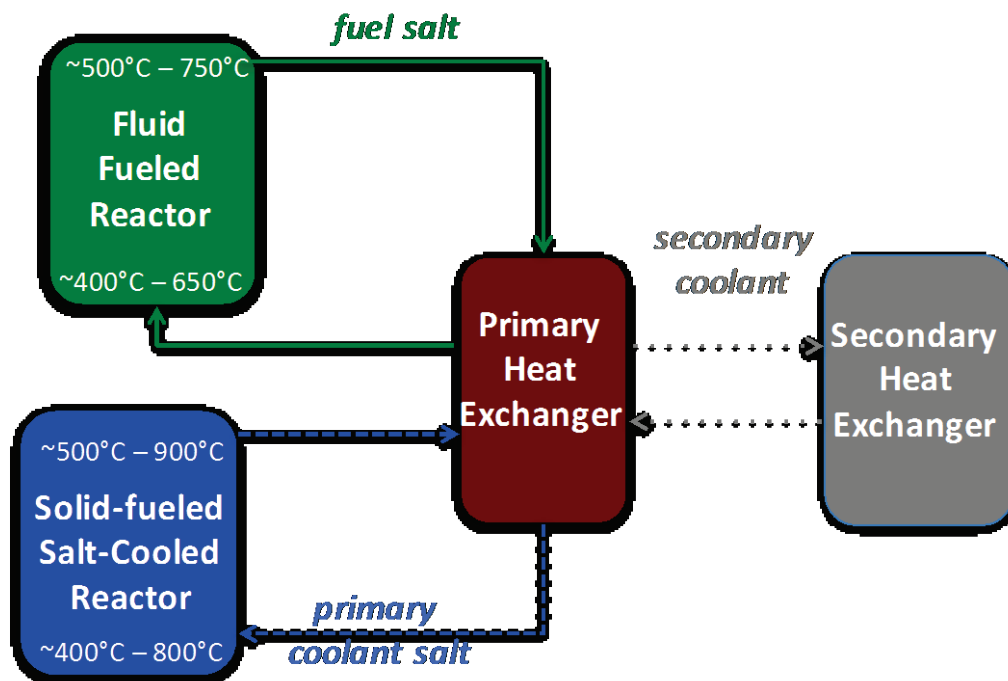 fuel salt
~500°C – 750°C
Fluid
Fueled
Reactor
~400°C – 650°C
secondary
coolant
Primary
Heat
Exchanger
Secondary
Heat
Exchanger
~500°C – 900°C
Solid-fueled
Salt-Cooled
Reactor
~400°C – 800°C
primary
coolant salt